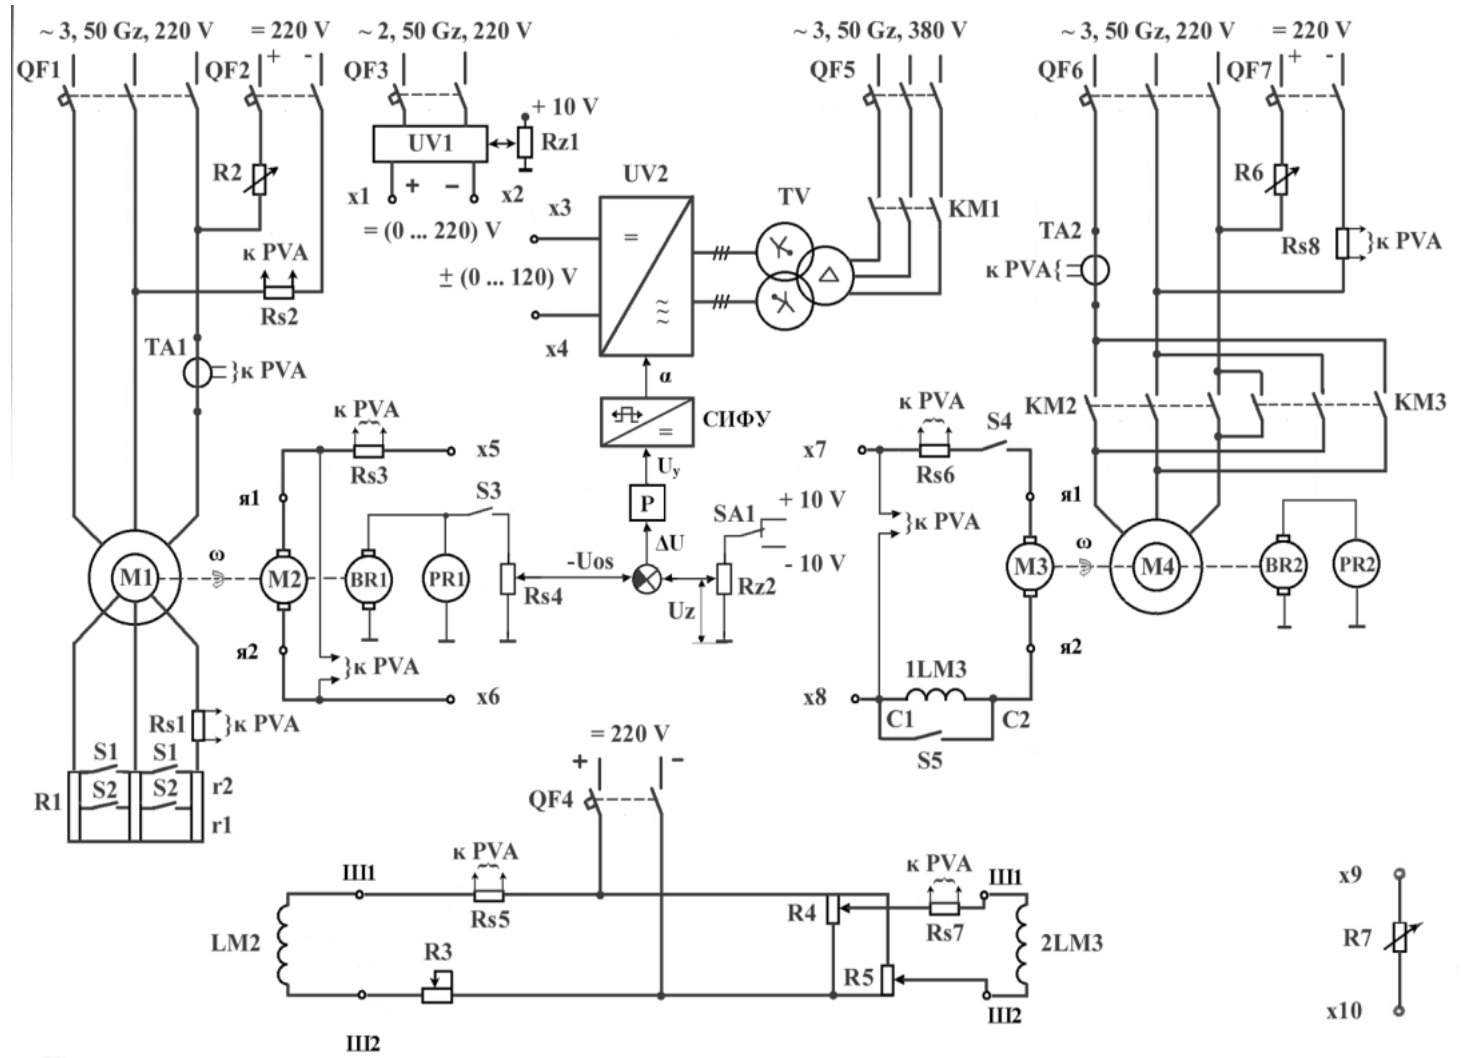 ~ 3, 50 Gz, 220 V
= 220 V
~ 2, 50 Gz, 220 V
~ 3, 50 Gz, 380 V
~ 3, 50 Gz, 220 V
= 220 V
+ -
+ -
QF1
QF2
QF3
QF5
QF6
QF7
+ 10 V
UV1
Rz1
R2
x1
+
−
x2
= (0 ... 220) V
UV2
x3
=
± (0 ... 120) V
≈
x4
TV
Δ
KM1
R6
TA2
к PVA{
Rs8
}к PVA
к PVA
Rs2
TA1
}к PVA
α
СИФУ
=
Uy
P
ΔU
KM2
KM3
к PVA
Rs3
x5
я1
S3
SA1
+ 10 V
- 10 V
-Uos
Rs4
Rz2
Uz
к PVA
x7
Rs6
S4
}к PVA
я1
M1
ω
M2
BR1
PR1
M3
ω
M4
BR2
PR2
я2
}к PVA
x6
я2
1LM3
x8
C1
C2
S5
Rs1
}к PVA
S1
S1
S2
S2
R1
r2
r1
= 220 V
+
−
QF4
к PVA
Ш1
Rs5
LM2
R3
Ш2
R4
R5
к PVA
Ш1
Rs7
2LM3
Ш2
x9
R7
x10